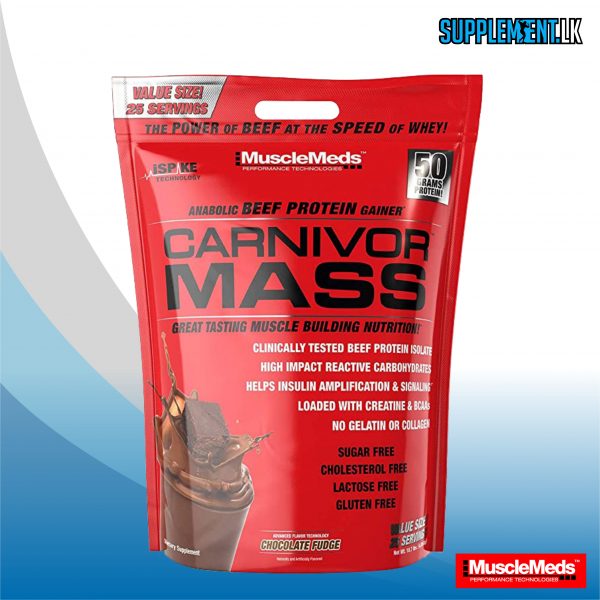 SUPPLEMENT.LK
VALUE SIZE!
25 SERVINGS
THE POWER OF BEEF AT THE SPEED OF WHEY!
iSPIKE
TECHNOLOGY
MuscleMeds™
PERFORMANCE TECHNOLOGIES
50
GRAMS
PROTEIN!
ANABOLIC BEEF PROTEIN GAINER
CARNIVOR
MASS
GREAT TASTING MUSCLE BUILDING NUTRITION!
CLINICALLY TESTED BEEF PROTEIN ISOLATE
HIGH IMPACT REACTIVE CARBOHYDRATES
HELPS INSULIN AMPLIFICATION & SIGNALING
LOADED WITH CREATINE & BCAAs
NO GELATIN OR COLLAGEN
SUGAR FREE
CHOLESTEROL FREE
LACTOSE FREE
GLUTEN FREE
ADVANCED FLAVOR TECHNOLOGY
CHOCOLATE FUDGE
Naturally and Artificially Flavored
Dietary Supplement
VALUE SIZE!
25 SERVINGS
MuscleMeds™
PERFORMANCE TECHNOLOGIES